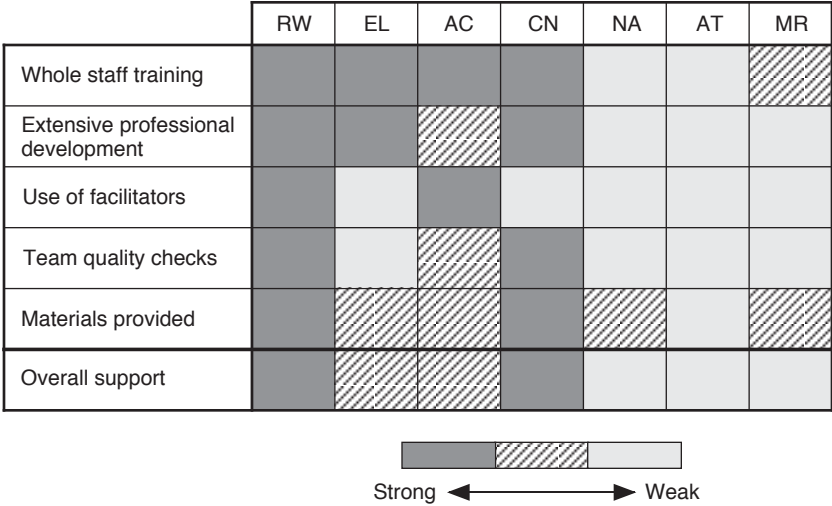 RW EL AC CN NA AT MR
Whole staff training
Extensive professional
development
Use of facilitators
Team quality checks
Materials provided
Overall support
Strong Weak